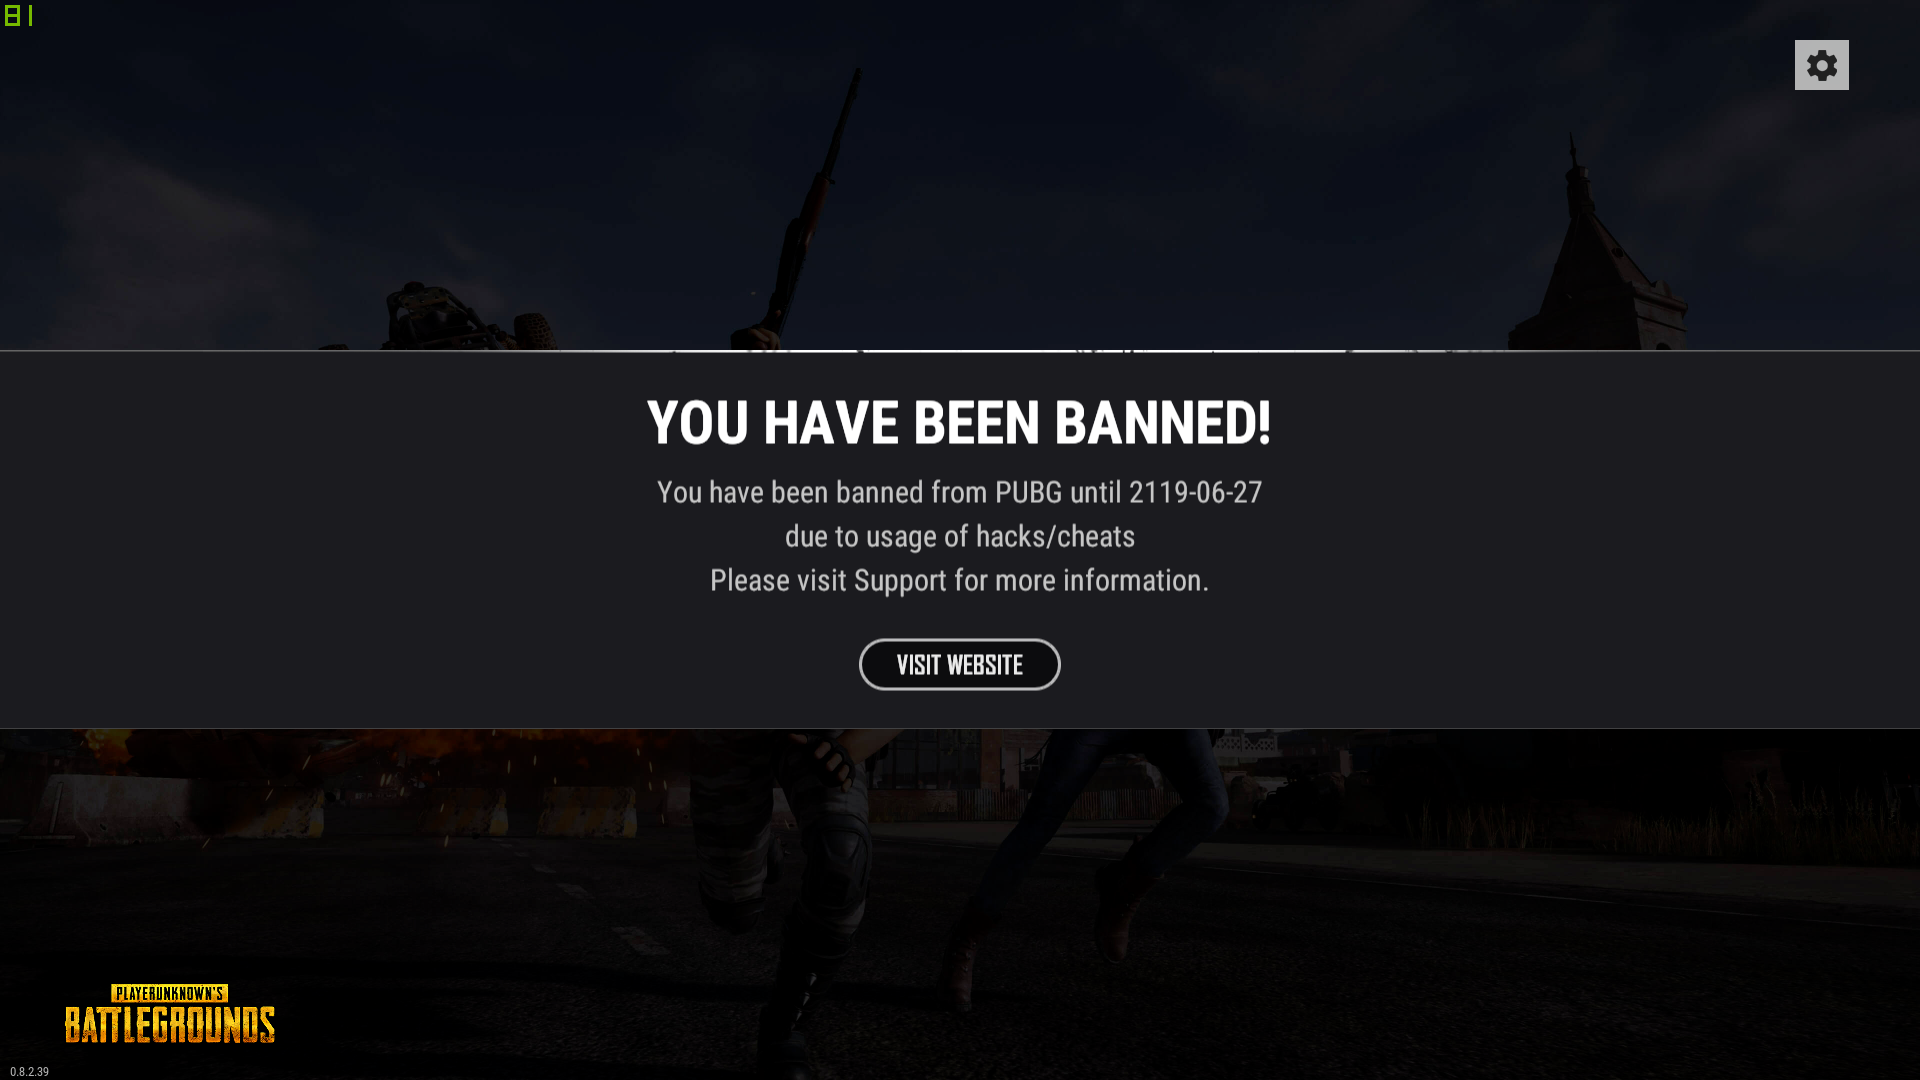 81
YOU HAVE BEEN BANNED!
You have been banned from PUBG until 2119-06-27
due to usage of hacks/cheats
Please visit Support for more information.
VISIT WEBSITE
PLAYERUNKNOWN'S
BATTLEGROUNDS
0.8.2.39